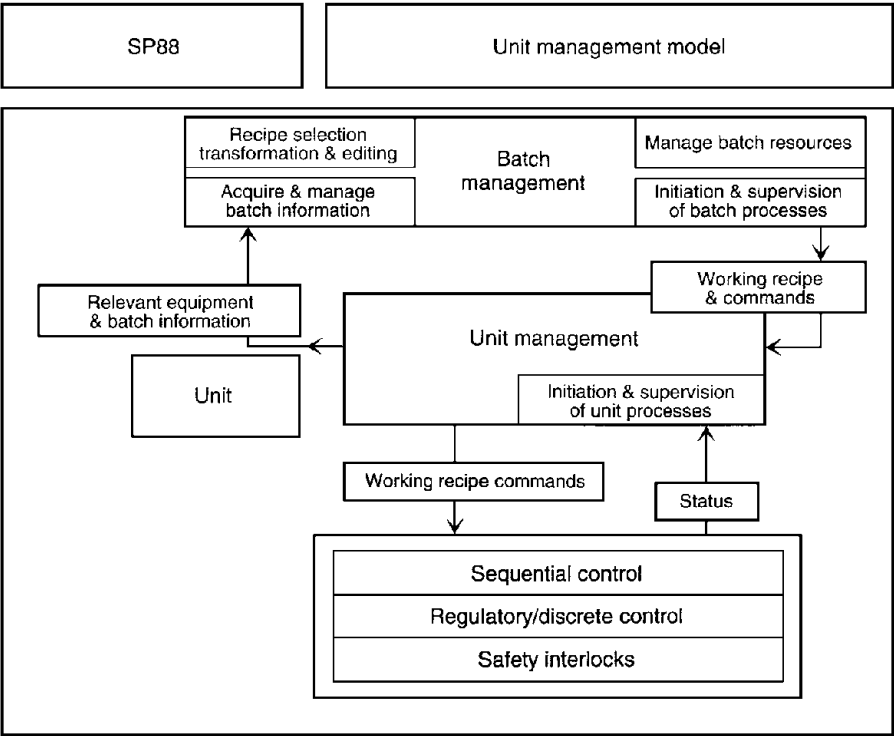 SP88
Unit management model
Recipe selection
transformation & editing
Batch
management
Manage batch resources
Acquire & manage
batch information
Initiation & supervision
of batch processes
Working recipe
& commands
Relevant equipment
& batch information
Unit management
Unit
Initiation & supervision
of unit processes
Working recipe commands
Status
Sequential control
Regulatory/discrete control
Safety interlocks